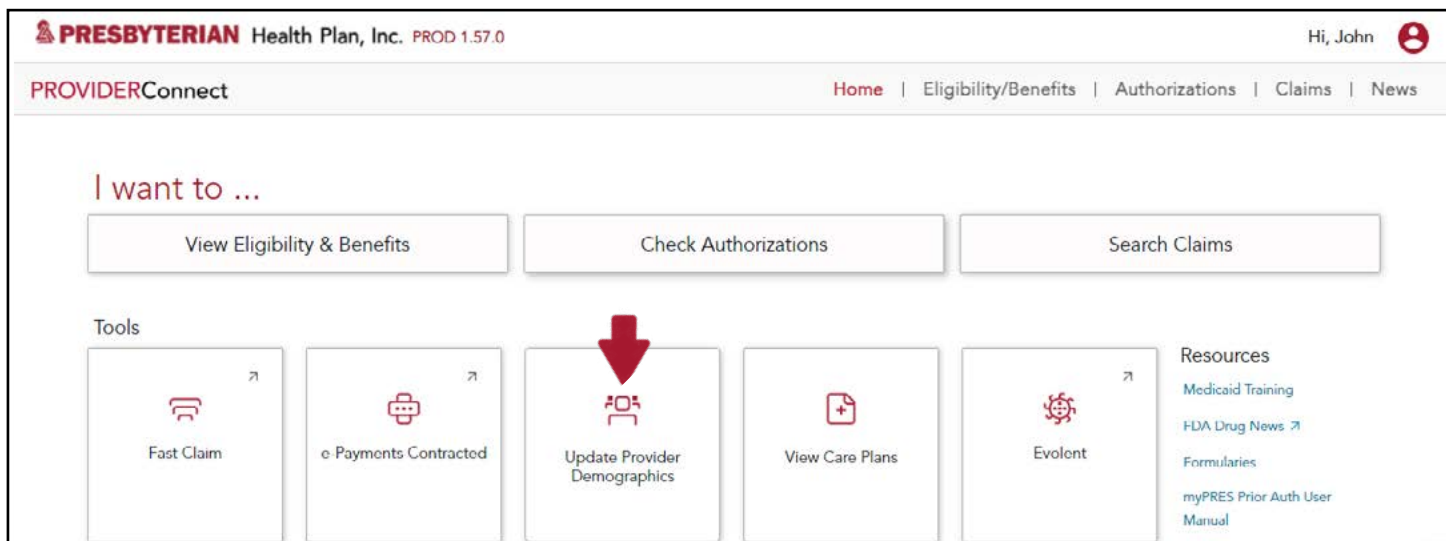 PRESBYTERIAN Health Plan, Inc. PROD 1.57.0
Hi, John
PROVIDERConnect
Home | Eligibility/Benefits | Authorizations | Claims | News
I want to ...
View Eligibility & Benefits
Check Authorizations
Search Claims
Tools
Fast Claim
e-Payments Contracted
Update Provider
Demographics
View Care Plans
Evolent
Resources
Medicaid Training
FDA Drug News
Formularies
myPRES Prior Auth User
Manual